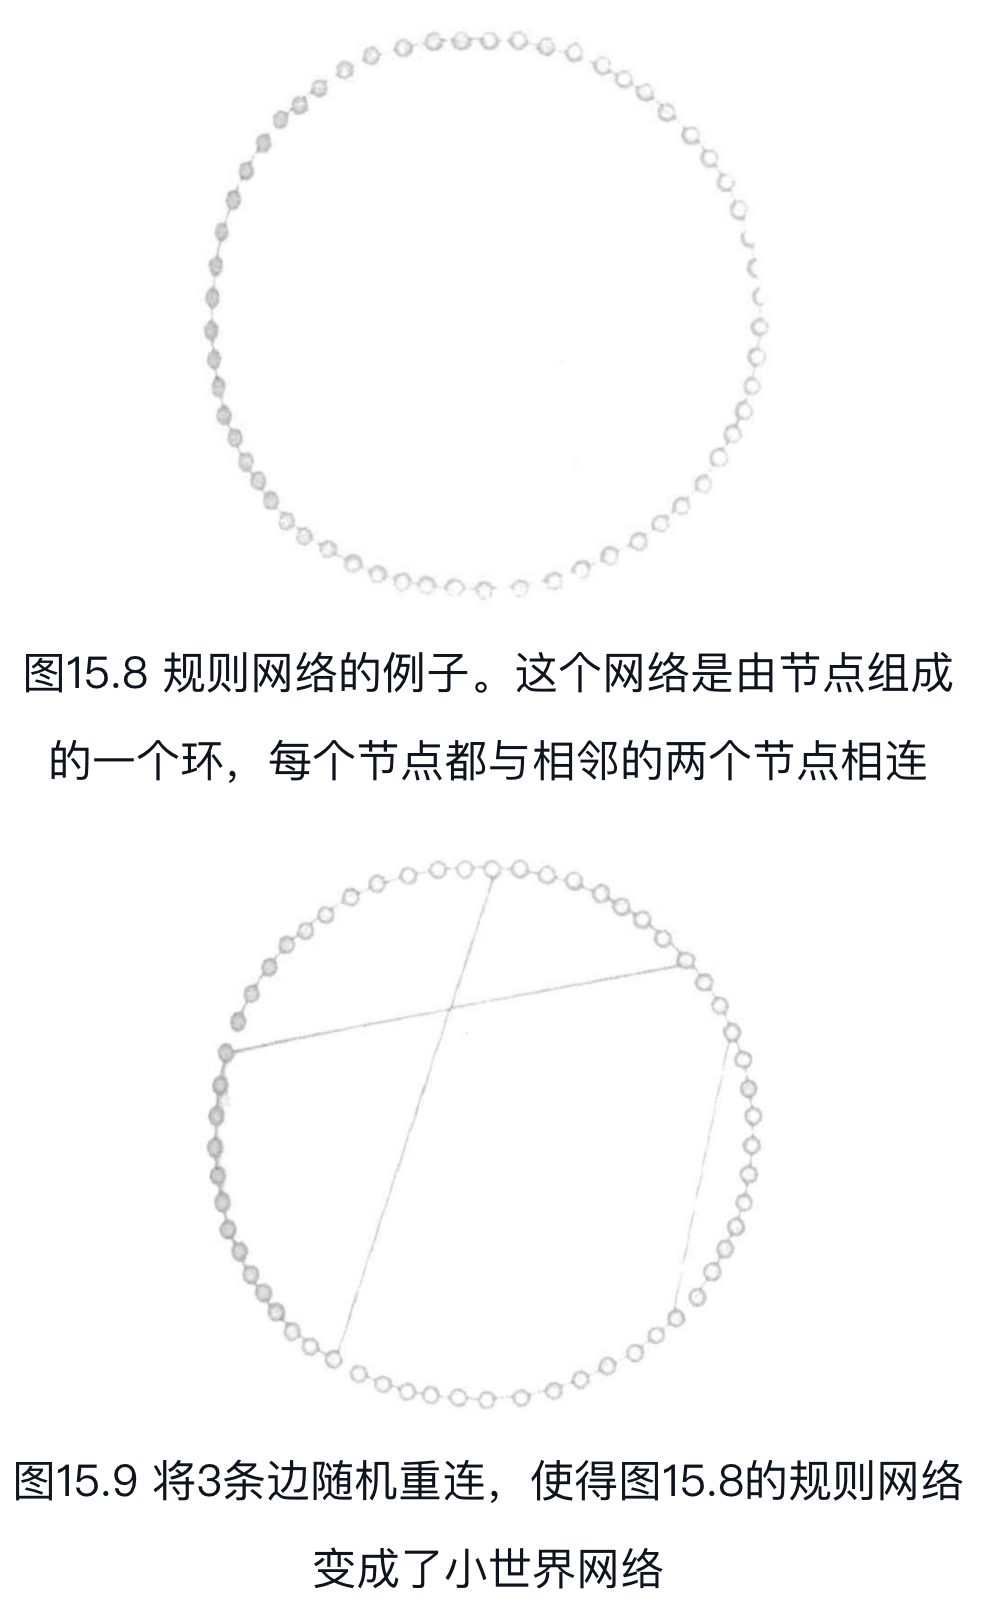 图15.8 规则网络的例子。这个网络是由节点组成
的一个环，每个节点都与相邻的两个节点相连
图15.9 将3条边随机重连，使得图15.8的规则网络
变成了小世界网络